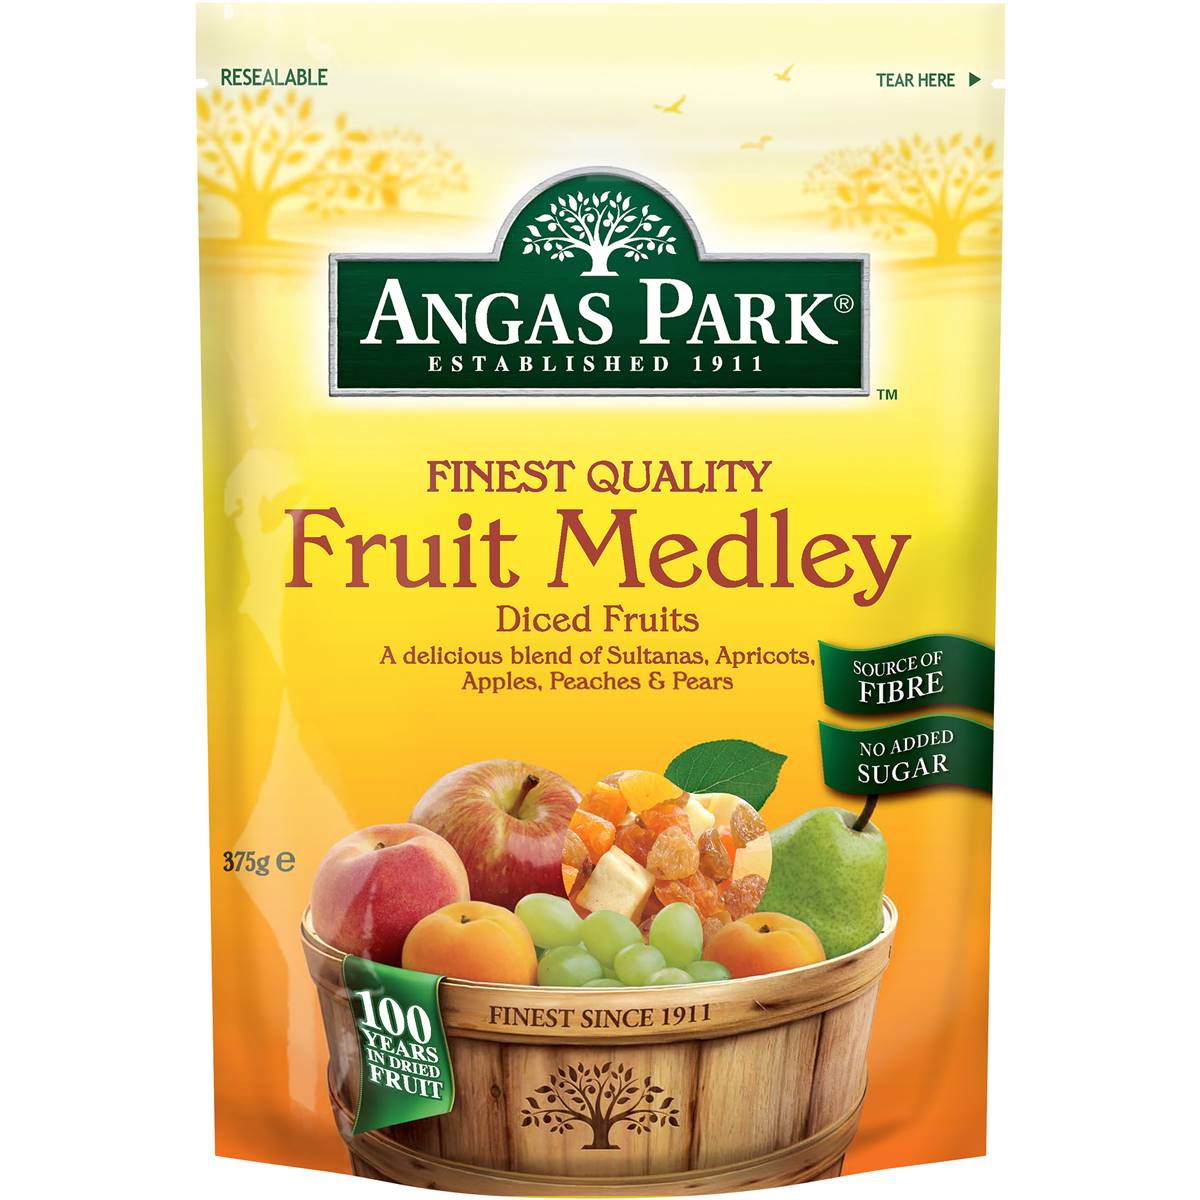 RESEALABLE
TEAR HERE
ANGAS PARK®
ESTABLISHED 1911
TM
FINEST QUALITY
Fruit Medley
Diced Fruits
A delicious blend of Sultanas, Apricots,
Apples, Peaches & Pears
SOURCE OF
FIBRE
NO ADDED
SUGAR
375g e
FINEST SINCE 1911
100
YEARS
IN DRIED
FRUIT